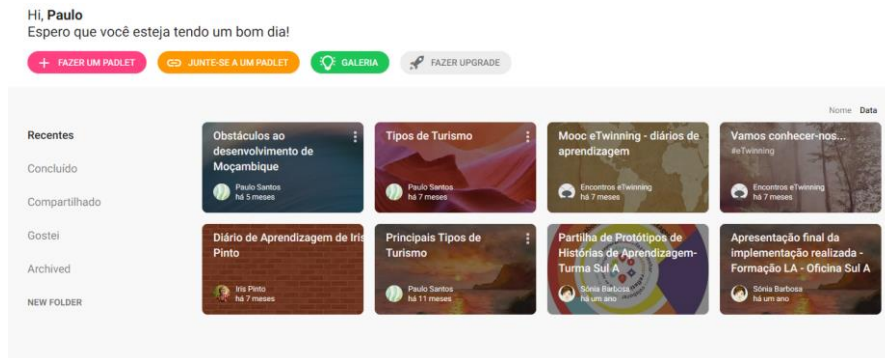 Hi, Paulo
Espero que você esteja tendo um bom dia!
FAZER UM PADLET
JUNTE-SE A UM PADLET
GALERIA
FAZER UPGRADE
Nome Data
Recentes
Concluído
Compartilhado
Gostei
Archived
NEW FOLDER
Obstáculos ao
desenvolvimento de
Moçambique
Paulo Santos
há 5 meses
Tipos de Turismo
Paulo Santos
há 7 meses
Mooc eTwinning - diários de
aprendizagem
Encontros eTwinning
há 7 meses
Vamos conhecer-nos...
#eTwinning
Encontros eTwinning
há 7 meses
Diário de Aprendizagem de Iris
Pinto
Iris Pinto
há 7 meses
Principais Tipos de
Turismo
Paulo Santos
há 11 meses
Partilha de Protótipos de
Histórias de Aprendizagem-
Turma Sul A
Sónia Barbosa
há um ano
Apresentação final da
implementação realizada -
Formação LA - Oficina Sul A
Sónia Barbosa
há um ano